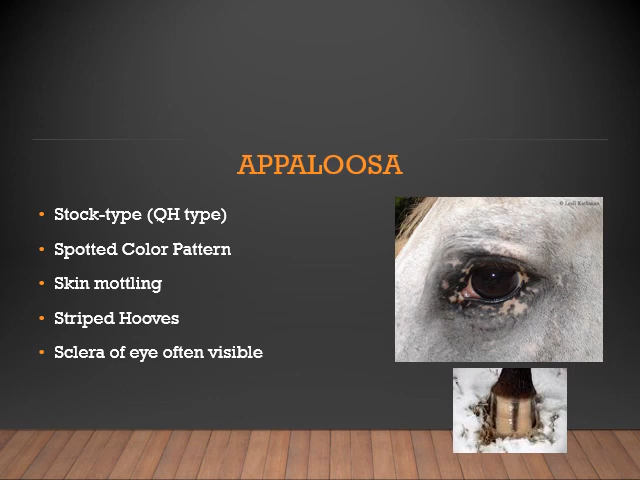 APPALOOSA
• Stock-type (QH type)
• Spotted Color Pattern
• Skin mottling
• Striped Hooves
• Sclera of eye often visible